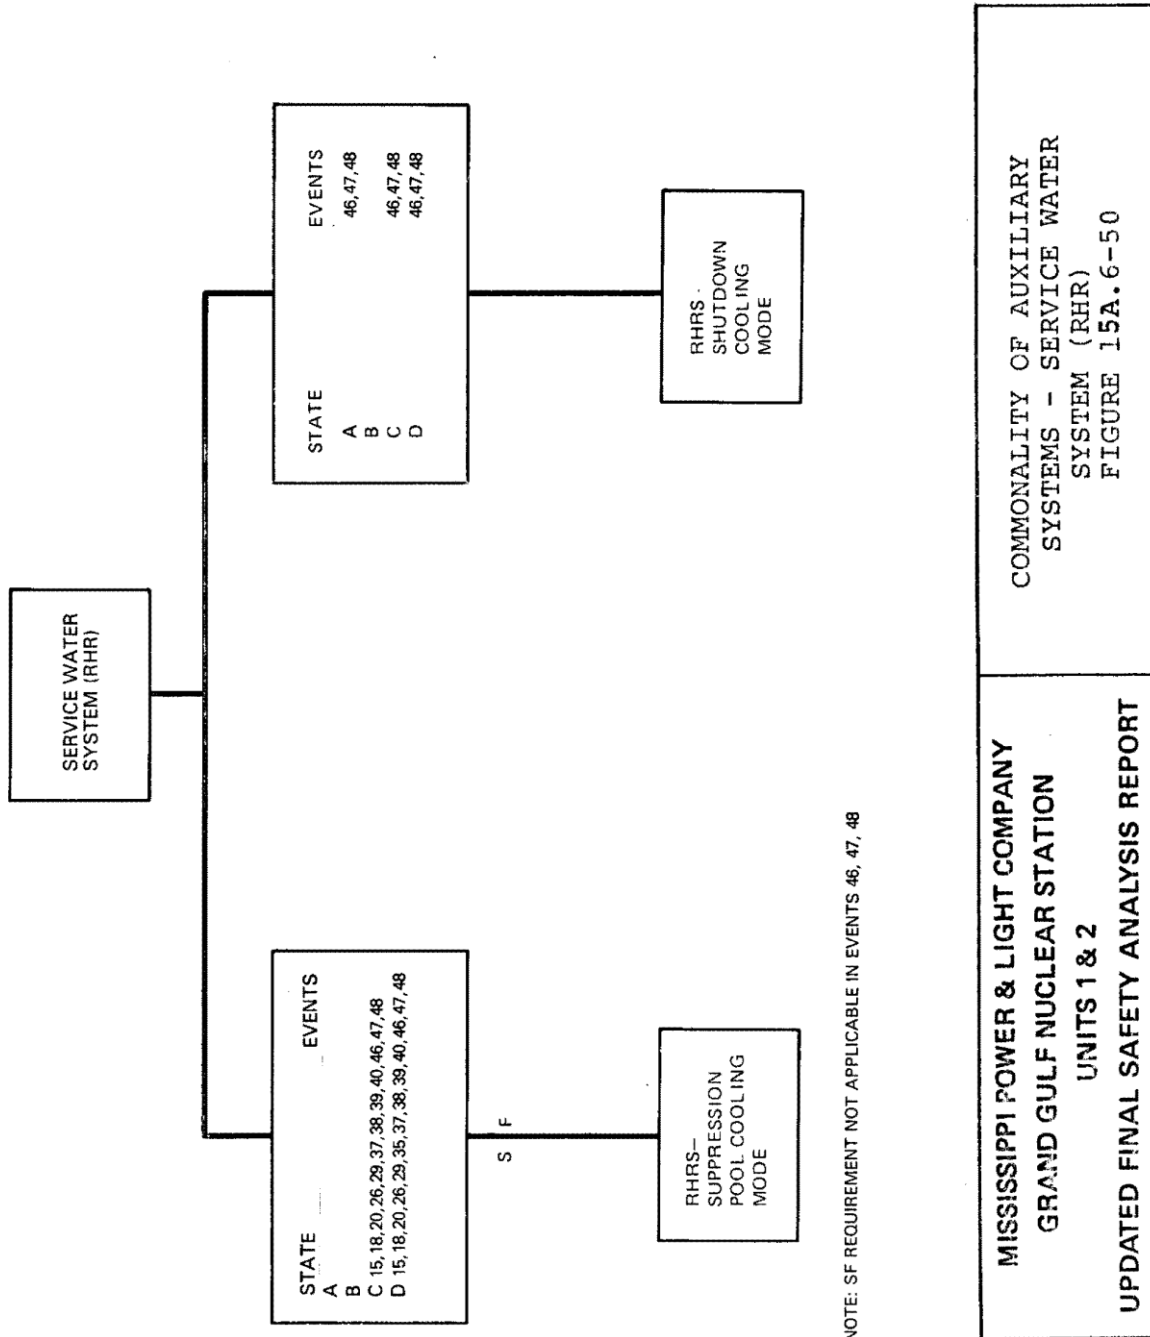 SERVICE WATER
SYSTEM (RHR)
STATE EVENTS
A
B
C 15,18,20,26,29,37,38,39,40,46,47,48
D 15,18,20,26,29,35,37,38,39,40,46,47,48
S F
RHRS—
SUPPRESSION
POOL COOLING
MODE
STATE EVENTS
A 46,47,48
B
C 46,47,48
D 46,47,48
RHRS-
SHUTDOWN
COOLING
MODE
NOTE: SF REQUIREMENT NOT APPLICABLE IN EVENTS 46, 47, 48
MISSISSIPPI POWER & LIGHT COMPANY
GRAND GULF NUCLEAR STATION
UNITS 1 & 2
UPDATED FINAL SAFETY ANALYSIS REPORT
COMMONALITY OF AUXILIARY
SYSTEMS - SERVICE WATER
SYSTEM (RHR)
FIGURE 15A.6-50